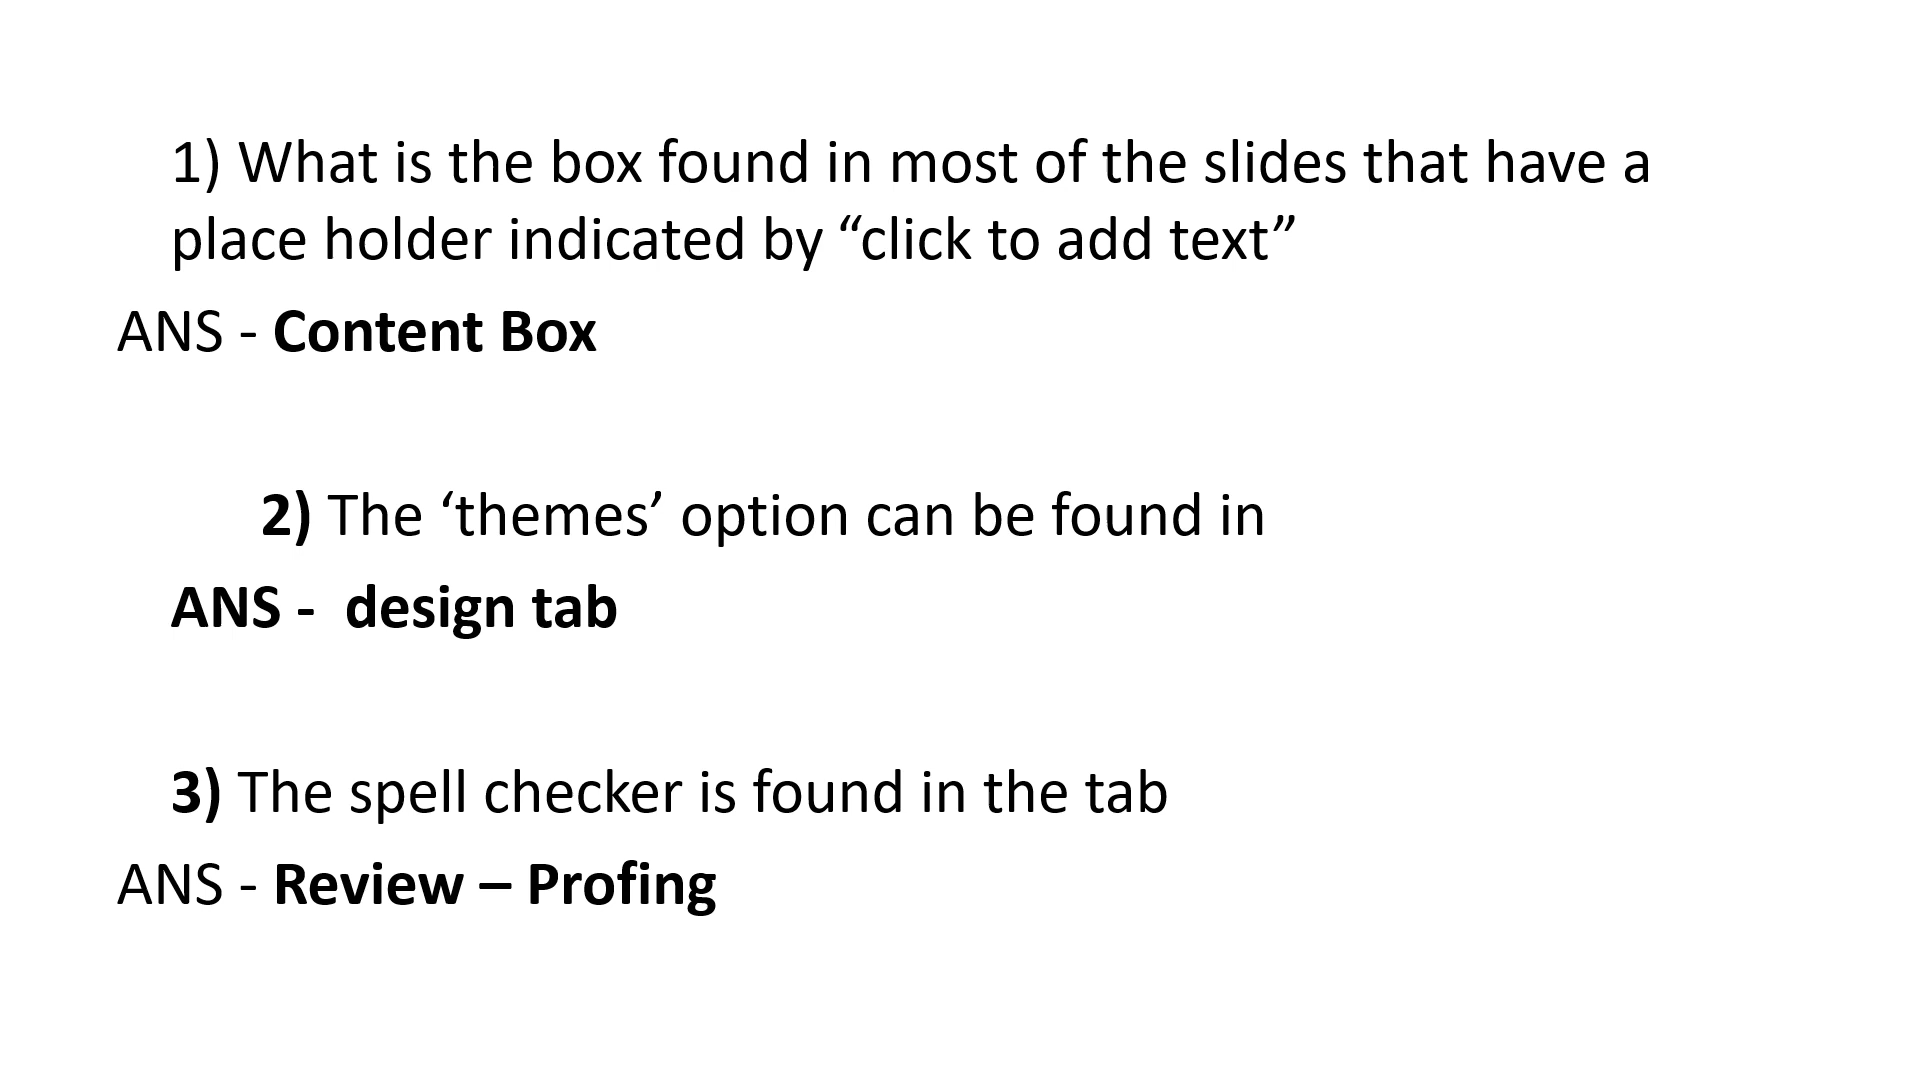 1) What is the box found in most of the slides that have a
place holder indicated by “click to add text”
ANS - Content Box
2) The ‘themes’ option can be found in
ANS -  design tab
3) The spell checker is found in the tab
ANS - Review – Profing